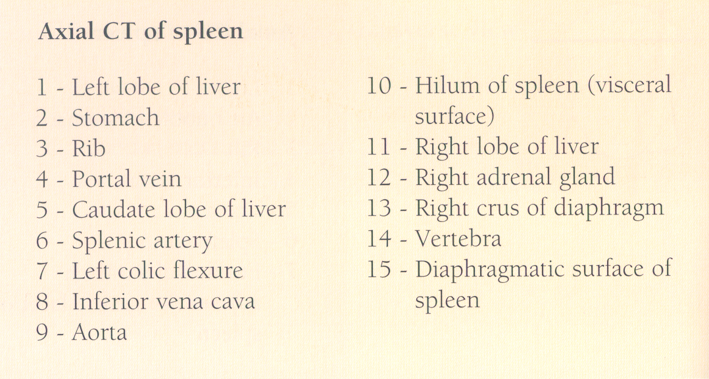 Axial CT of spleen
1 - Left lobe of liver
2 - Stomach
3 - Rib
4 - Portal vein
5 - Caudate lobe of liver
6 - Splenic artery
7 - Left colic flexure
8 - Inferior vena cava
9 - Aorta
10 - Hilum of spleen (visceral
surface)
11 - Right lobe of liver
12 - Right adrenal gland
13 - Right crus of diaphragm
14 - Vertebra
15 - Diaphragmatic surface of
spleen